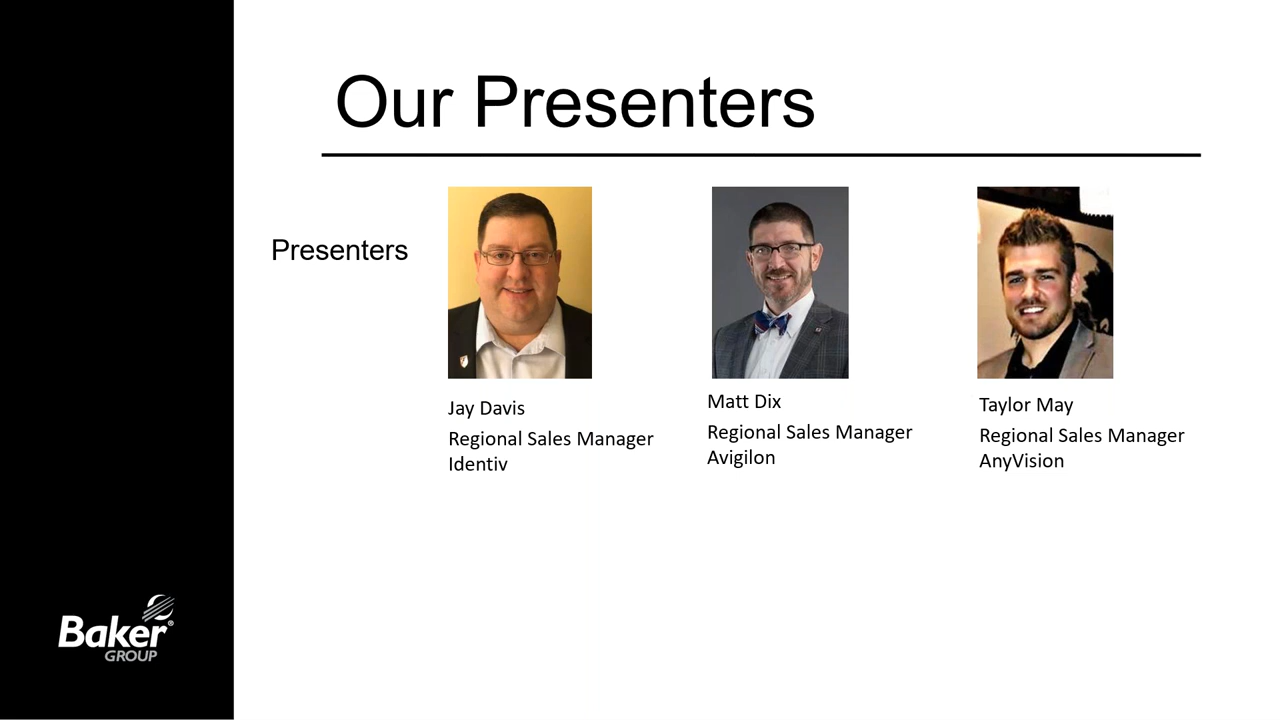 Our Presenters
Presenters
Jay Davis
Regional Sales Manager
Identiv
Matt Dix
Regional Sales Manager
Avigilon
Taylor May
Regional Sales Manager
AnyVision
Baker®
GROUP